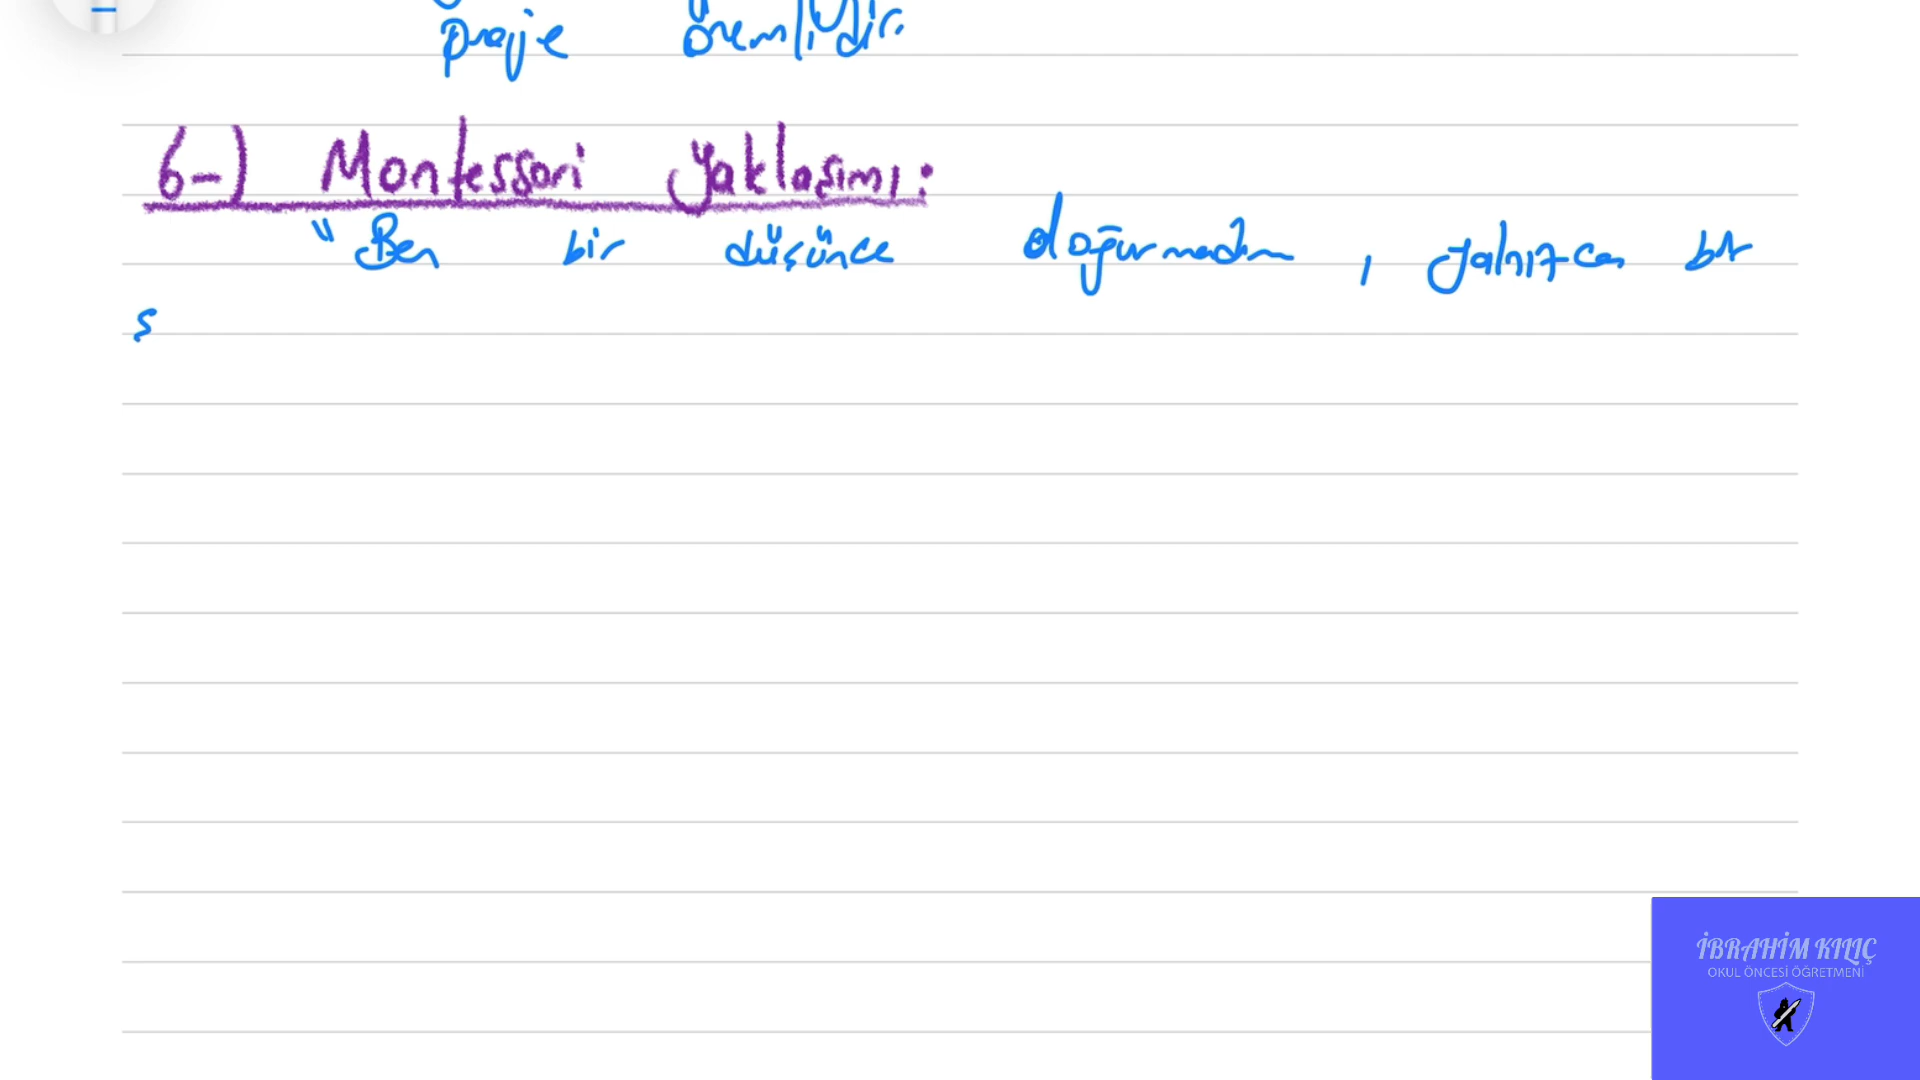 proje önemlidir.
6-) Montessori Yaklaşımı:
"Ben bir düşünce doğurmadım, yalnızca bir
s
İBRAHİM KILIÇ
OKUL ÖNCESİ ÖĞRETMENİ